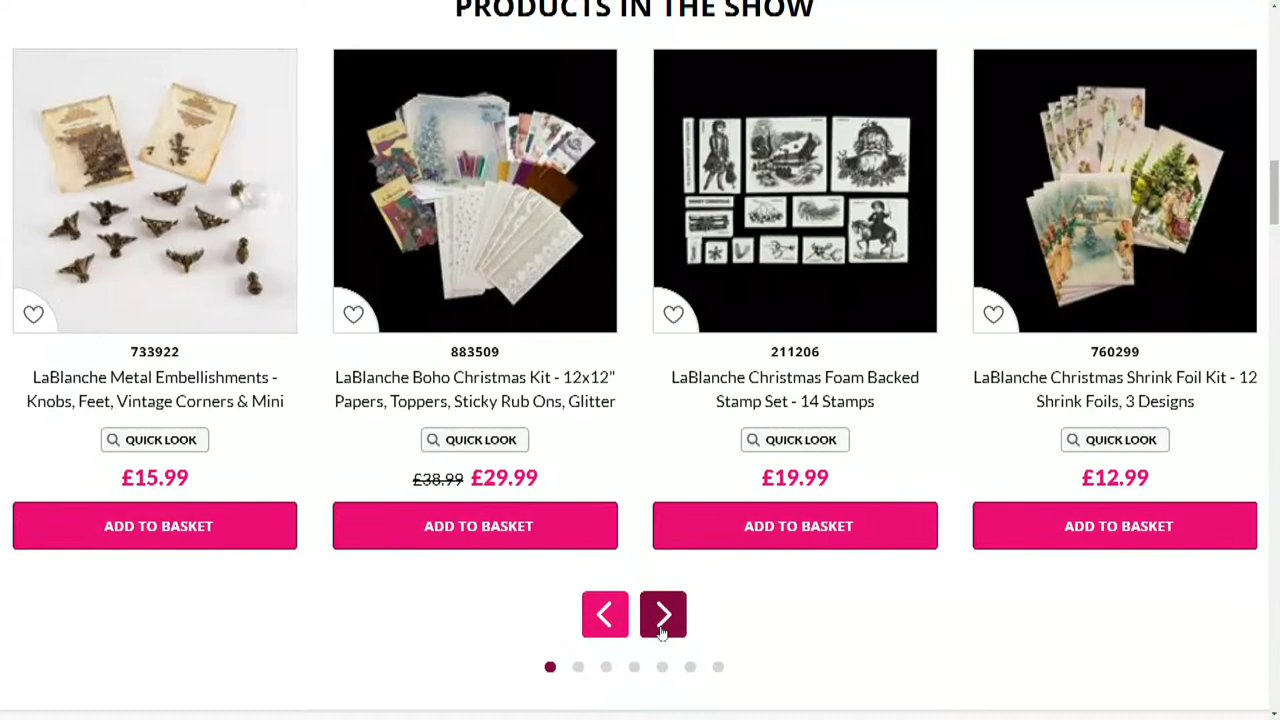 PRODUCTS IN THE SHOW
733922
LaBlanche Metal Embellishments -
Knobs, Feet, Vintage Corners & Mini
QUICK LOOK
£15.99
ADD TO BASKET
883509
LaBlanche Boho Christmas Kit - 12x12"
Papers, Toppers, Sticky Rub Ons, Glitter
QUICK LOOK
£38.99 £29.99
ADD TO BASKET
211206
LaBlanche Christmas Foam Backed
Stamp Set - 14 Stamps
QUICK LOOK
£19.99
ADD TO BASKET
760299
LaBlanche Christmas Shrink Foil Kit - 12
Shrink Foils, 3 Designs
QUICK LOOK
£12.99
ADD TO BASKET